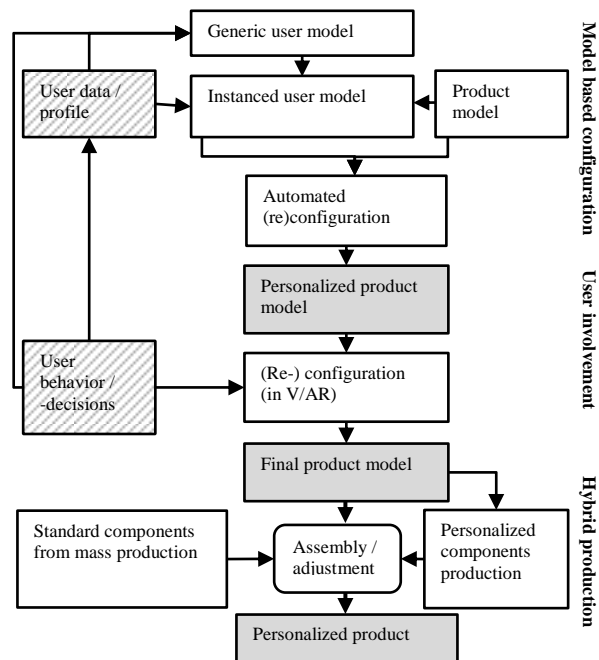 Generic user model
User data /
profile
Instanced user model
Product
model
Model based configuration
Automated
(re)configuration
Personalized product
model
User involvement
User
behavior /
-decisions
(Re-) configuration
(in V/AR)
Final product model
Hybrid production
Standard components
from mass production
Assembly /
adjustment
Personalized
components
production
Personalized product